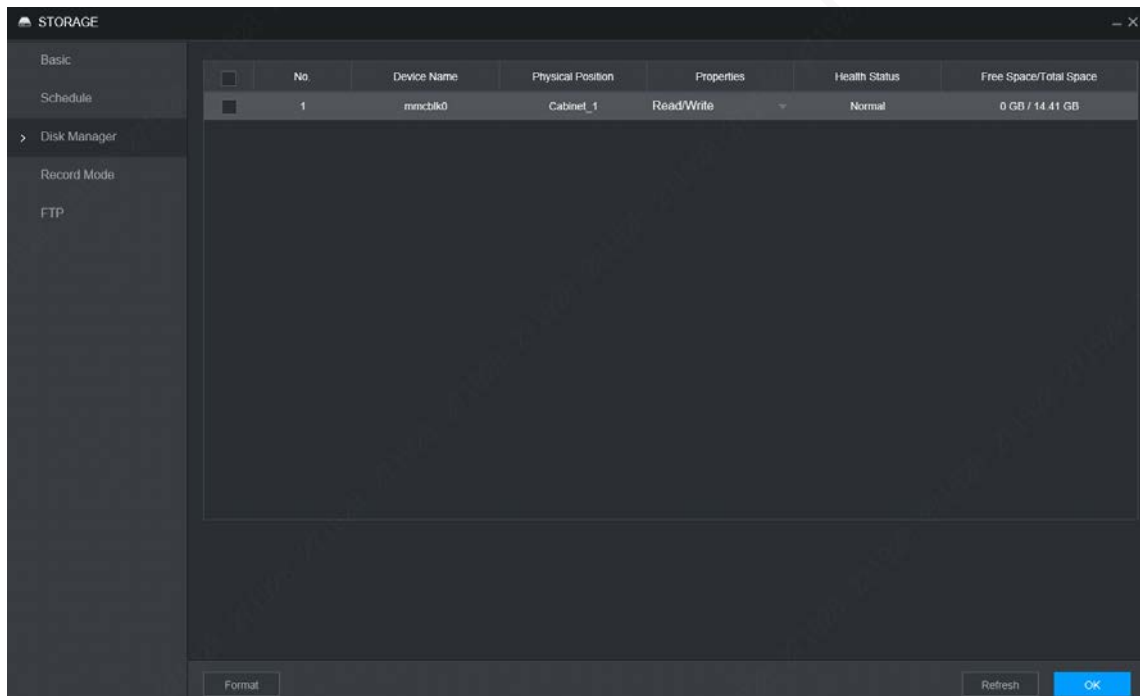 STORAGE
Basic
Schedule
Disk Manager
Record Mode
FTP
No. Device Name Physical Position Properties Health Status Free Space/Total Space
1 mmcblk0 Cabinet_1 Read/Write Normal 0 GB / 14.41 GB
Format Refresh OK